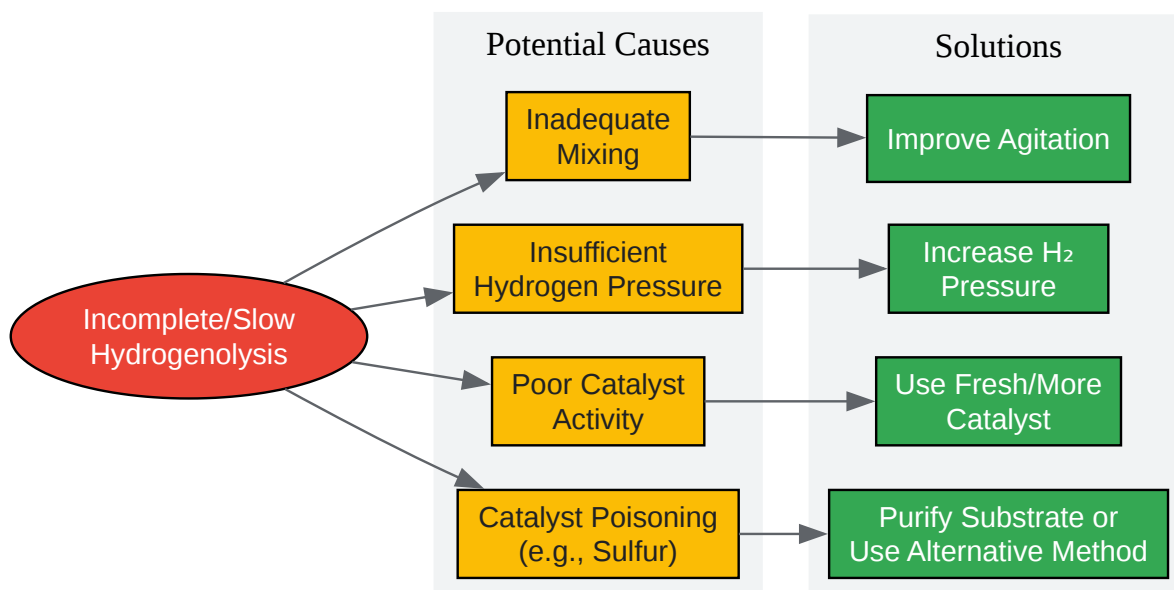 Potential Causes
Solutions
Inadequate
Mixing
Improve Agitation
Insufficient
Hydrogen Pressure
Increase H₂
Pressure
Incomplete/Slow
Hydrogenolysis
Poor Catalyst
Activity
Use Fresh/More
Catalyst
Catalyst Poisoning
(e.g., Sulfur)
Purify Substrate or
Use Alternative Method